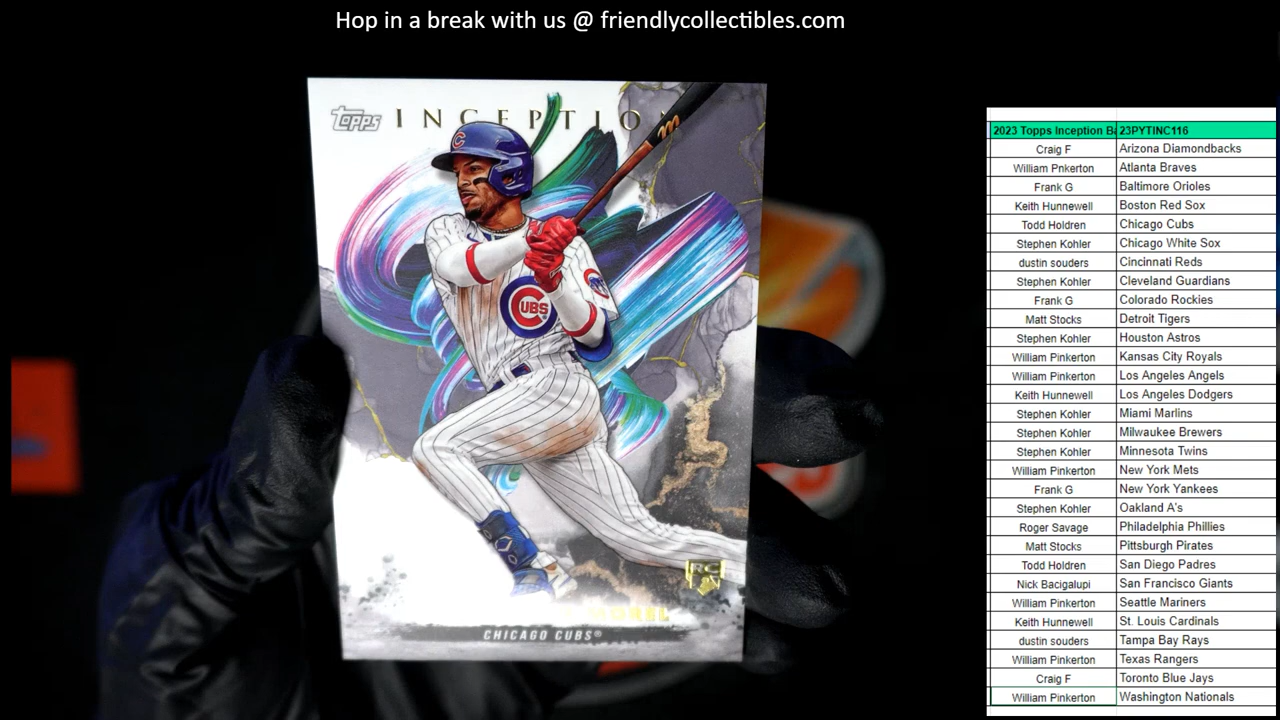 Hop in a break with us @ friendlycollectibles.com
Topps INCEPTIO
C
CUBS
RC
MOREL
CHICAGO CUBS®
2023 Topps Inception Ba 23PYTINC116
Craig F Arizona Diamondbacks
William Pnkerton Atlanta Braves
Frank G Baltimore Orioles
Keith Hunnewell Boston Red Sox
Todd Holdren Chicago Cubs
Stephen Kohler Chicago White Sox
dustin souders Cincinnati Reds
Stephen Kohler Cleveland Guardians
Frank G Colorado Rockies
Matt Stocks Detroit Tigers
Stephen Kohler Houston Astros
William Pinkerton Kansas City Royals
William Pinkerton Los Angeles Angels
Keith Hunnewell Los Angeles Dodgers
Stephen Kohler Miami Marlins
Stephen Kohler Milwaukee Brewers
Stephen Kohler Minnesota Twins
William Pinkerton New York Mets
Frank G New York Yankees
Stephen Kohler Oakland A's
Roger Savage Philadelphia Phillies
Matt Stocks Pittsburgh Pirates
Todd Holdren San Diego Padres
Nick Bacigalupi San Francisco Giants
William Pinkerton Seattle Mariners
Keith Hunnewell St. Louis Cardinals
dustin souders Tampa Bay Rays
William Pinkerton Texas Rangers
Craig F Toronto Blue Jays
William Pinkerton Washington Nationals